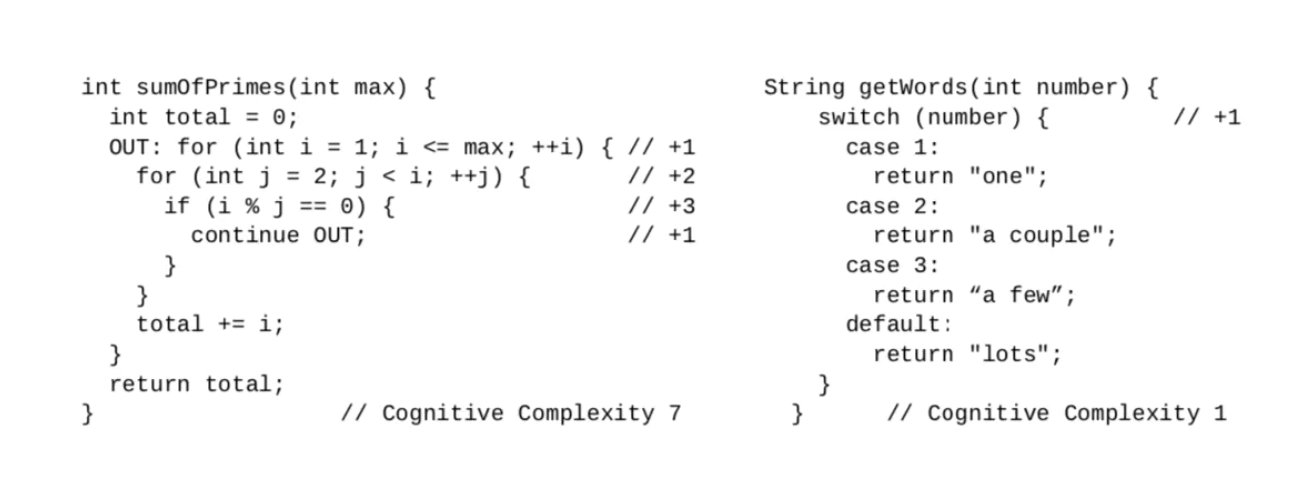 int sumOfPrimes(int max) {
  int total = 0;
  OUT: for (int i = 1; i <= max; ++i) { // +1
    for (int j = 2; j < i; ++j) {       // +2
      if (i % j == 0) {                 // +3
        continue OUT;                   // +1
      }
    }
    total += i;
  }
  return total;
}                  // Cognitive Complexity 7
String getWords(int number) {
    switch (number) {         // +1
      case 1:
        return "one";
      case 2:
        return "a couple";
      case 3:
        return “a few”;
      default:
        return "lots";
    }
  }      // Cognitive Complexity 1